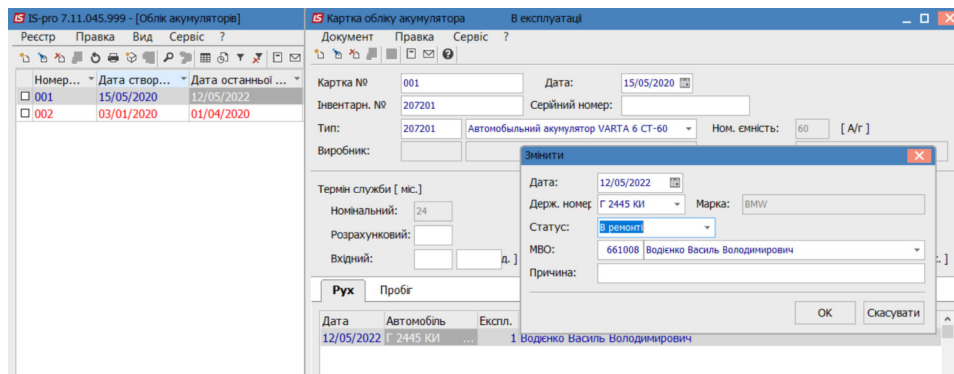 IS-pro 7.11.045.999 - [Облік акумуляторів]
Реєстр Правка Вид Сервіс ?
Номер... Дата створ... Дата останньої ...
001 15/05/2020 12/05/2022
002 03/01/2020 01/04/2020
Картка обліку акумулятора В експлуатації
Документ Правка Сервіс ?
Картка № 001 Дата: 15/05/2020
Інвентарн. № 207201 Серійний номер:
Тип: 207201 Автомобыльний акумулятор VARTA 6 СТ-60 Ном. ємність: 60 [ А/г ]
Виробник:
Термін служби [ міс.]
Номінальний: 24
Розрахунковий:
Вхідний: д. ] с. ]
Рух Пробіг
Дата Автомобіль Експл.
12/05/2022 Г 2445 КИ ... 1 Водієнко Василь Володимирович
Змінити
Дата: 12/05/2022
Держ. номер Г 2445 КИ Марка: BMW
Статус: В ремонті
МВО: 661008 Водієнко Василь Володимирович
Причина:
ОК Скасувати